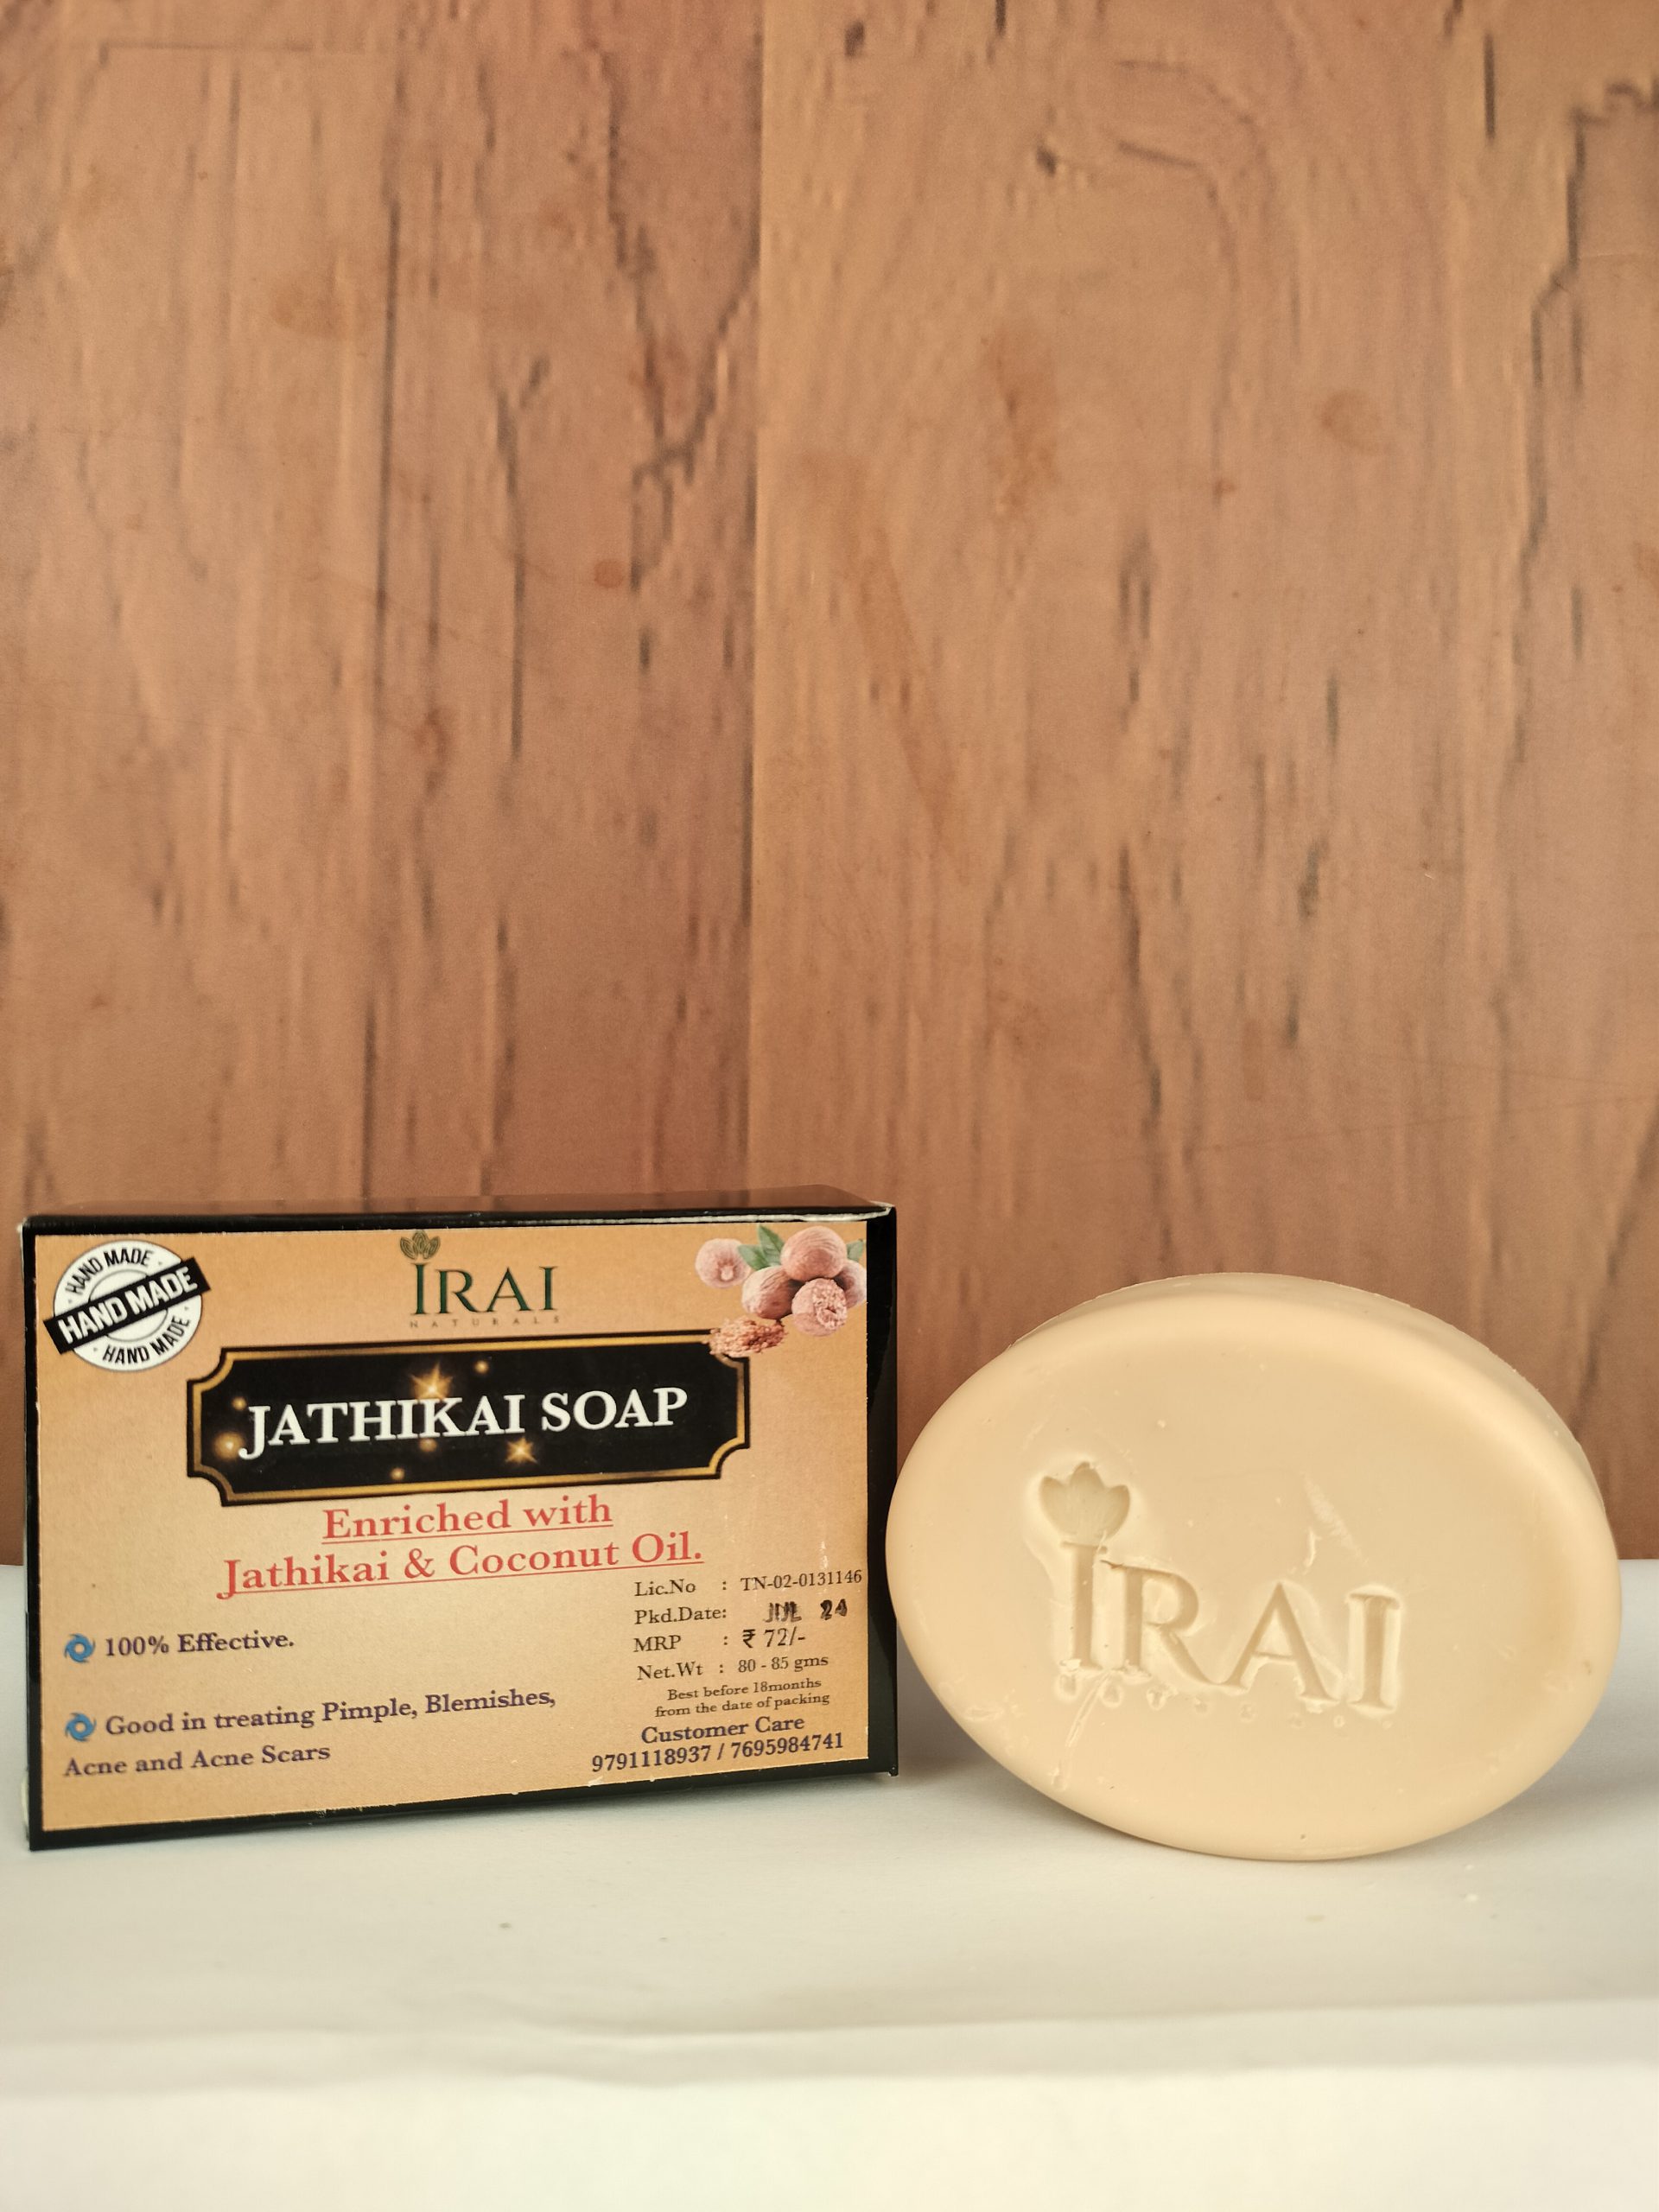 HAND MADE
HAND MADE
HAND MADE
IRAI
NATURALS
JATHIKAI SOAP
Enriched with
Jathikai & Coconut Oil.
100% Effective.
Good in treating Pimple, Blemishes,
Acne and Acne Scars
Lic.No : TN-02-0131146
Pkd.Date: JUL 24
MRP : ₹ 72/-
Net.Wt : 80 - 85 gms
Best before 18months
from the date of packing
Customer Care
9791118937 / 7695984741
IRAI